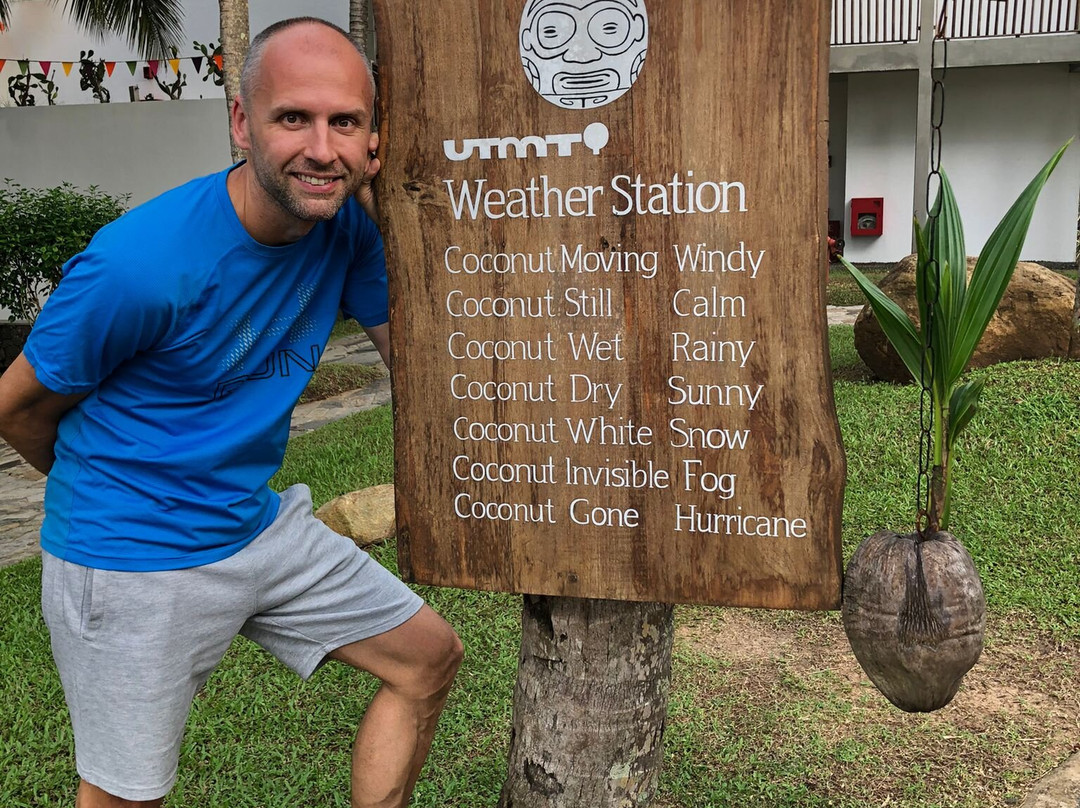 UTMT
Weather Station
Coconut Moving Windy
Coconut Still Calm
Coconut Wet Rainy
Coconut Dry Sunny
Coconut White Snow
Coconut Invisible Fog
Coconut Gone Hurricane